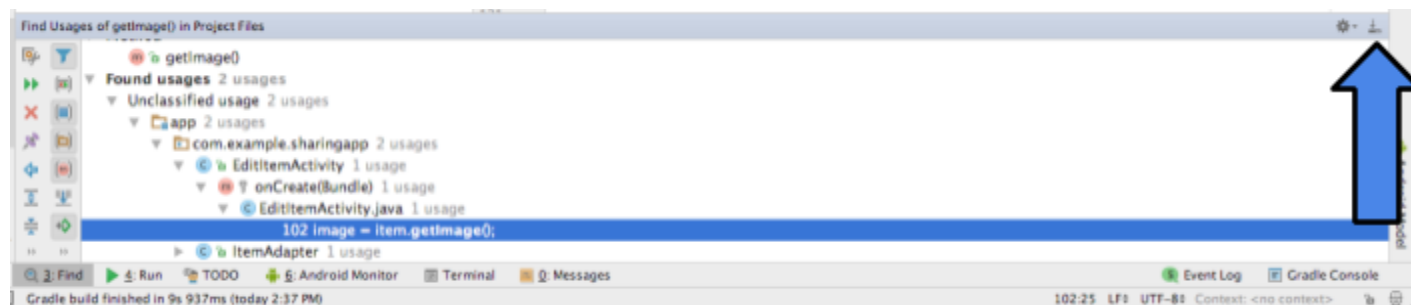 Find Usages of getImage() in Project Files
getImage()
Found usages 2 usages
Unclassified usage 2 usages
app 2 usages
com.example.sharingapp 2 usages
EditItemActivity 1 usage
onCreate(Bundle) 1 usage
EditItemActivity.java 1 usage
102 image = item.getImage();
ItemAdapter 1 usage
3: Find 4: Run TODO 6: Android Monitor Terminal 0: Messages Event Log Gradle Console
Gradle build finished in 9s 937ms (today 2:37 PM) 102:25 LF UTF-8 Context: <no context>